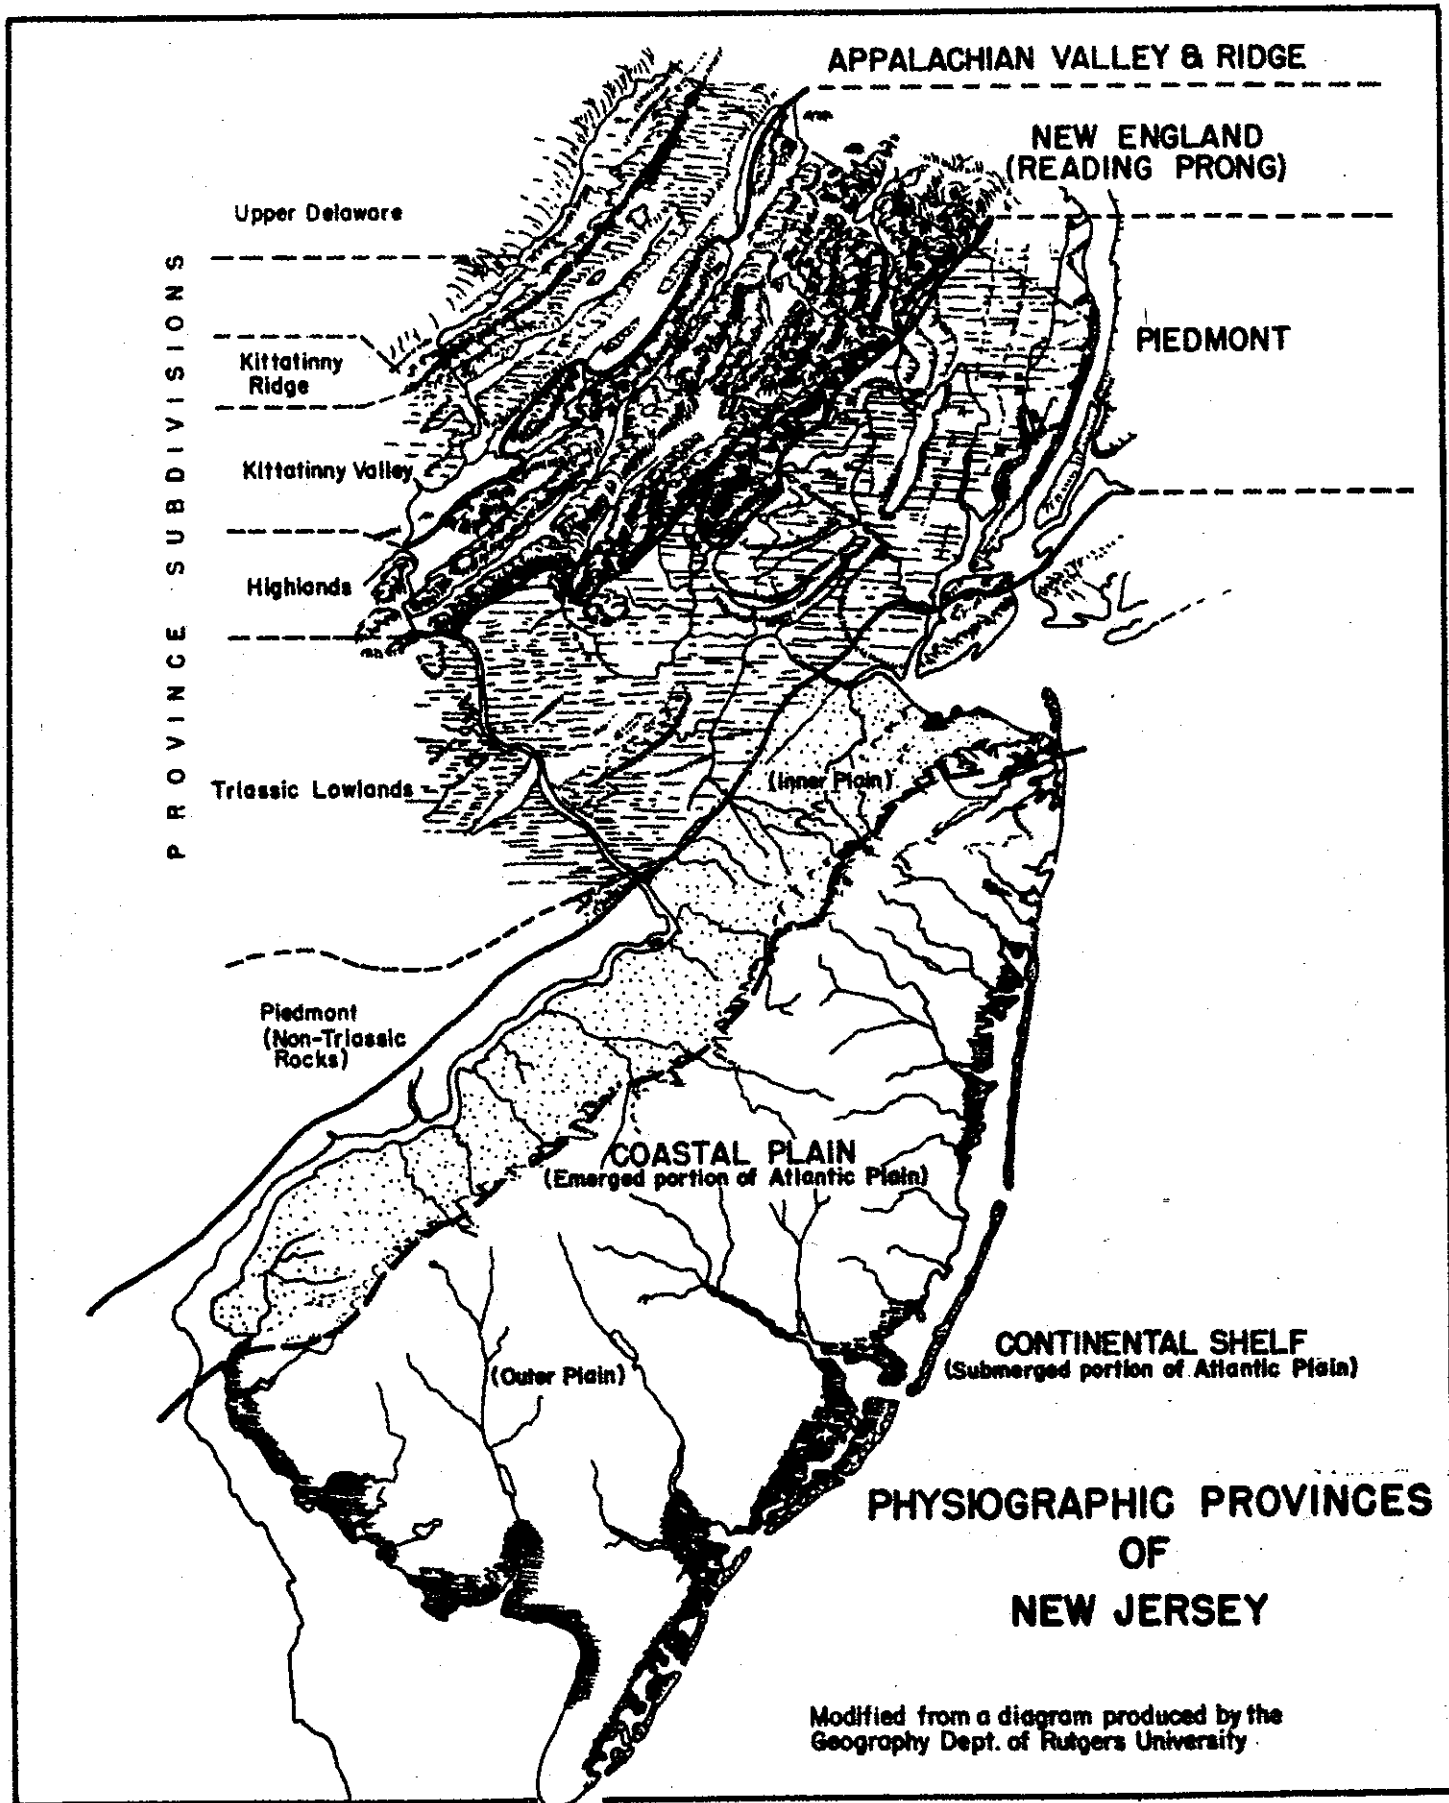 APPALACHIAN VALLEY & RIDGE
NEW ENGLAND
(READING PRONG)
Upper Delaware
PIEDMONT
Kittatinny
Ridge
Kittatinny Valley
Highlands
PROVINCE SUBDIVISIONS
Triassic Lowlands
(Inner Plain)
Piedmont
(Non-Triassic
Rocks)
COASTAL PLAIN
(Emerged portion of Atlantic Plain)
CONTINENTAL SHELF
(Submerged portion of Atlantic Plain)
(Outer Plain)
PHYSIOGRAPHIC PROVINCES
OF
NEW JERSEY
Modified from a diagram produced by the
Geography Dept. of Rutgers University